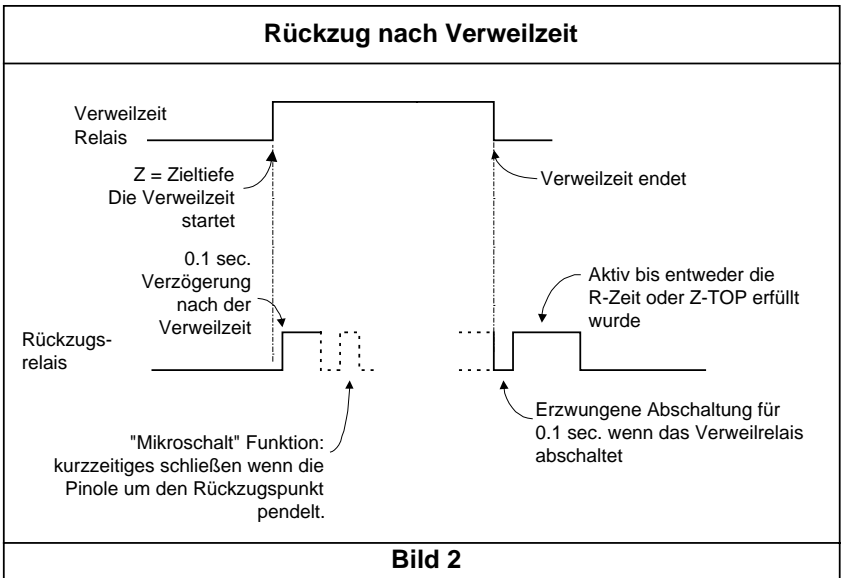 Rückzug nach Verweilzeit
Verweilzeit
Relais
Z = Zieltiefe
Die Verweilzeit
startet
Verweilzeit endet
0.1 sec.
Verzögerung
nach der
Verweilzeit
Aktiv bis entweder die
R-Zeit oder Z-TOP erfüllt
wurde
Rückzugs-
relais
"Mikroschalt" Funktion:
kurzzeitiges schließen wenn die
Pinole um den Rückzugspunkt
pendelt.
Erzwungene Abschaltung für
0.1 sec. wenn das Verweilrelais
abschaltet
Bild 2